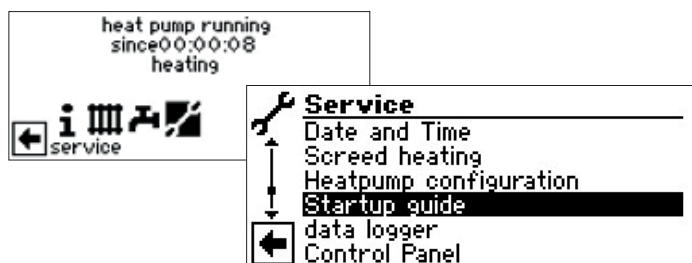 heat pump running
since00:00:08
heating
service
Service
Date and Time
Screed heating
Heatpump configuration
Startup guide
data logger
Control Panel